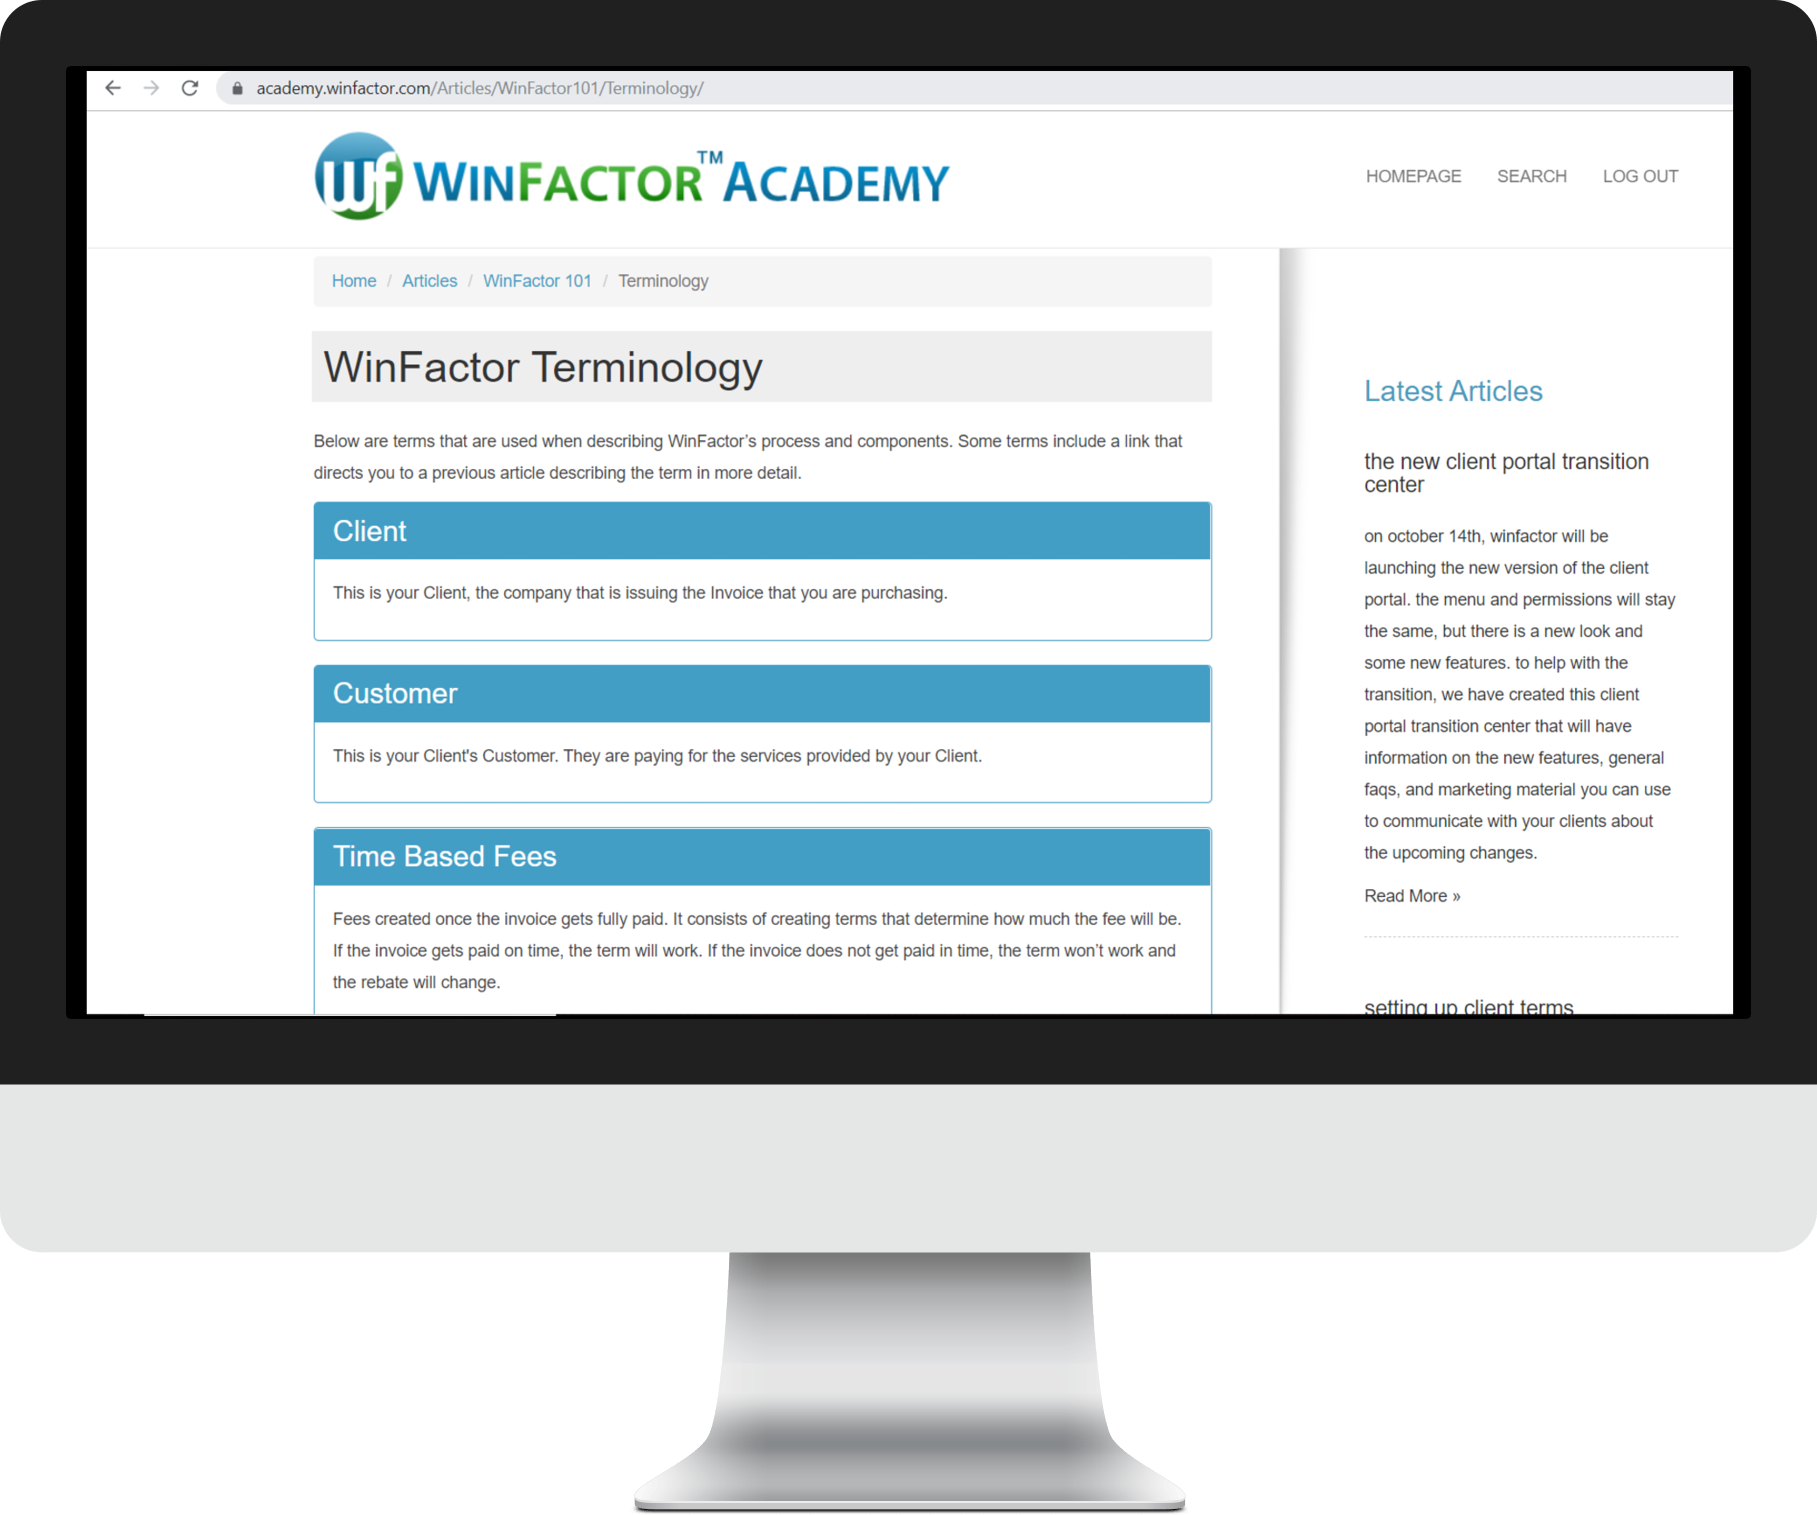 academy.winfactor.com/Articles/WinFactor101/Terminology/
wf WINFACTOR™ ACADEMY
HOMEPAGE SEARCH LOG OUT
Home / Articles / WinFactor 101 / Terminology
WinFactor Terminology
Below are terms that are used when describing WinFactor’s process and components. Some terms include a link that
directs you to a previous article describing the term in more detail.
Client
This is your Client, the company that is issuing the Invoice that you are purchasing.
Customer
This is your Client's Customer. They are paying for the services provided by your Client.
Time Based Fees
Fees created once the invoice gets fully paid. It consists of creating terms that determine how much the fee will be.
If the invoice gets paid on time, the term will work. If the invoice does not get paid in time, the term won’t work and
the rebate will change.
Latest Articles
the new client portal transition
center
on october 14th, winfactor will be
launching the new version of the client
portal. the menu and permissions will stay
the same, but there is a new look and
some new features. to help with the
transition, we have created this client
portal transition center that will have
information on the new features, general
faqs, and marketing material you can use
to communicate with your clients about
the upcoming changes.
Read More »
setting up client terms